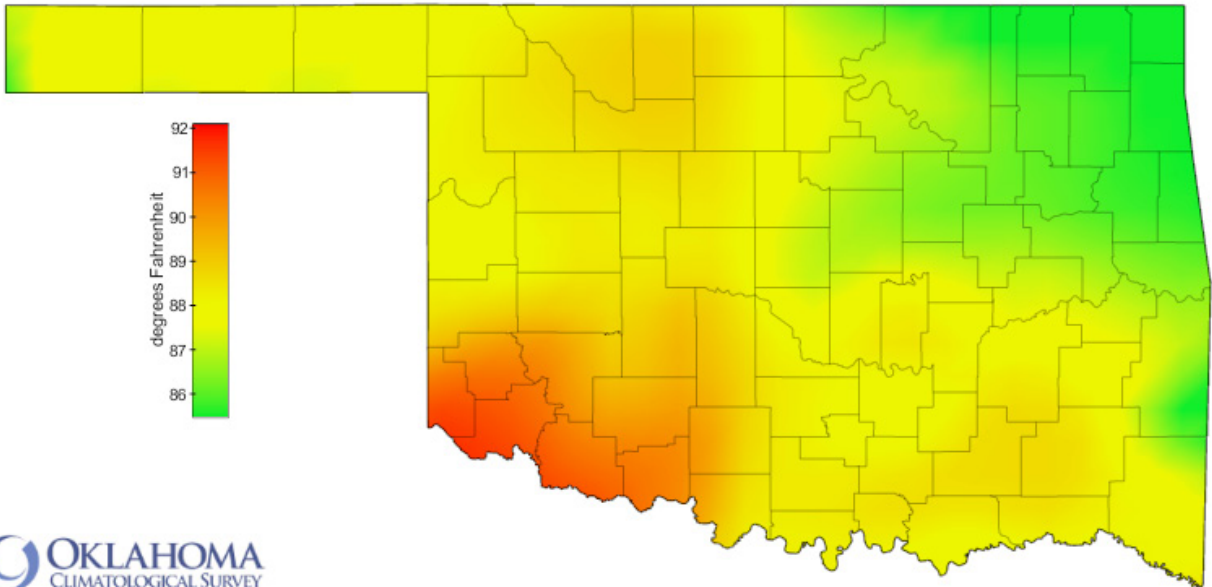 92
91
90
89
88
87
86
degrees Fahrenheit
OKLAHOMA
CLIMATOLOGICAL SURVEY